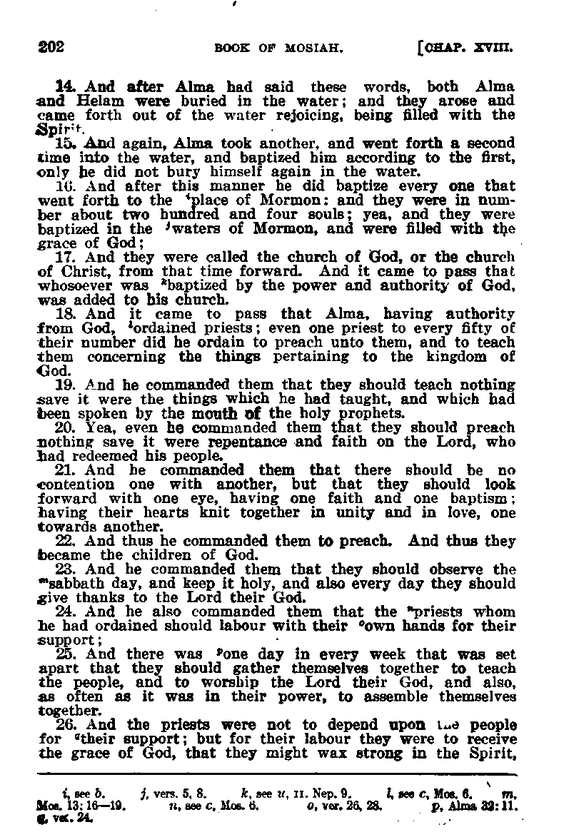 202 BOOK OF MOSIAH. [CHAP. XVIII.
14. And after Alma had said these words, both Alma
and Helam were buried in the water; and they arose and
came forth out of the water rejoicing, being filled with the
Spirit.
15. And again, Alma took another, and went forth a second
time into the water, and baptized him according to the first,
only he did not bury himself again in the water.
16. And after this manner he did baptize every one that
went forth to the ⁱplace of Mormon: and they were in num-
ber about two hundred and four souls; yea, and they were
baptized in the ʲwaters of Mormon, and were filled with the
grace of God;
17. And they were called the church of God, or the church
of Christ, from that time forward. And it came to pass that
whosoever was ᵏbaptized by the power and authority of God,
was added to his church.
18. And it came to pass that Alma, having authority
from God, ˡordained priests; even one priest to every fifty of
their number did he ordain to preach unto them, and to teach
them concerning the things pertaining to the kingdom of
God.
19. And he commanded them that they should teach nothing
save it were the things which he had taught, and which had
been spoken by the mouth of the holy prophets.
20. Yea, even he commanded them that they should preach
nothing save it were repentance and faith on the Lord, who
had redeemed his people.
21. And he commanded them that there should be no
contention one with another, but that they should look
forward with one eye, having one faith and one baptism;
having their hearts knit together in unity and in love, one
towards another.
22. And thus he commanded them to preach. And thus they
became the children of God.
23. And he commanded them that they should observe the
ᵐsabbath day, and keep it holy, and also every day they should
give thanks to the Lord their God.
24. And he also commanded them that the ⁿpriests whom
he had ordained should labour with their ᵒown hands for their
support;
25. And there was ᵖone day in every week that was set
apart that they should gather themselves together to teach
the people, and to worship the Lord their God, and also,
as often as it was in their power, to assemble themselves
together.
26. And the priests were not to depend upon the people
for qtheir support; but for their labour they were to receive
the grace of God, that they might wax strong in the Spirit,
i, see b. j, vers. 5, 8. k, see u, II. Nep. 9. l, see c, Mos. 6. m,
Mos. 13: 16—19. n, see c, Mos. 6. o, ver. 26, 28. p, Alma 32: 11.
q, ver. 24.